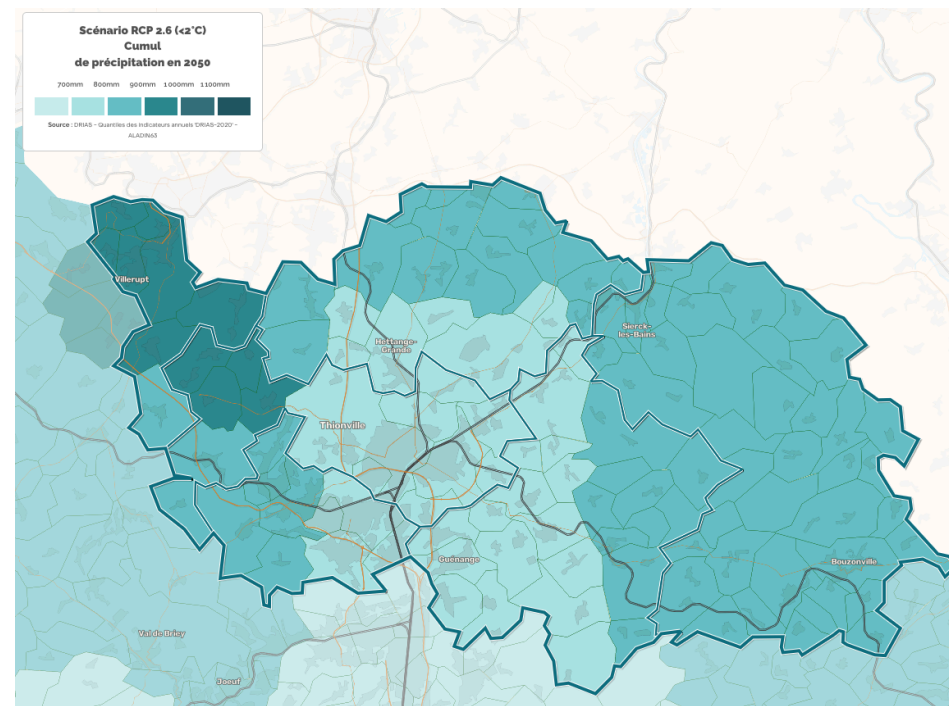 Scénario RCP 2.6 (<2°C)
Cumul
de précipitation en 2050
700mm 800mm 900mm 1000mm 1100mm
Source : DRIAS - Quantiles des indicateurs annuels 'DRIAS-2020' -
ALADIN63
Villerupt
Sierck-
les-Bains
Hettange-
Grande
Thionville
Guénange
Bouzonville
Val de Briey
Joeuf